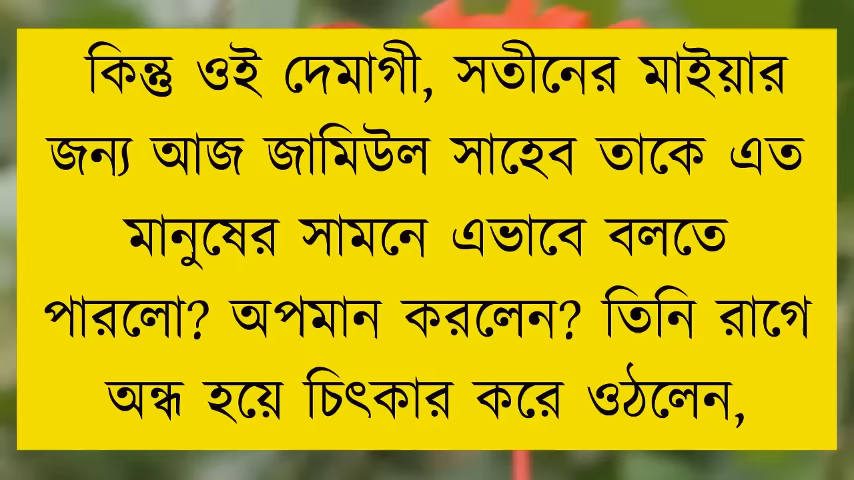 কিন্তু ওই দেমাগী, সতীনের মাইয়ার
জন্য আজ জামিউল সাহেব তাকে এত
মানুষের সামনে এভাবে বলতে
পারলো? অপমান করলেন? তিনি রাগে
অন্ধ হয়ে চিৎকার করে ওঠলেন,